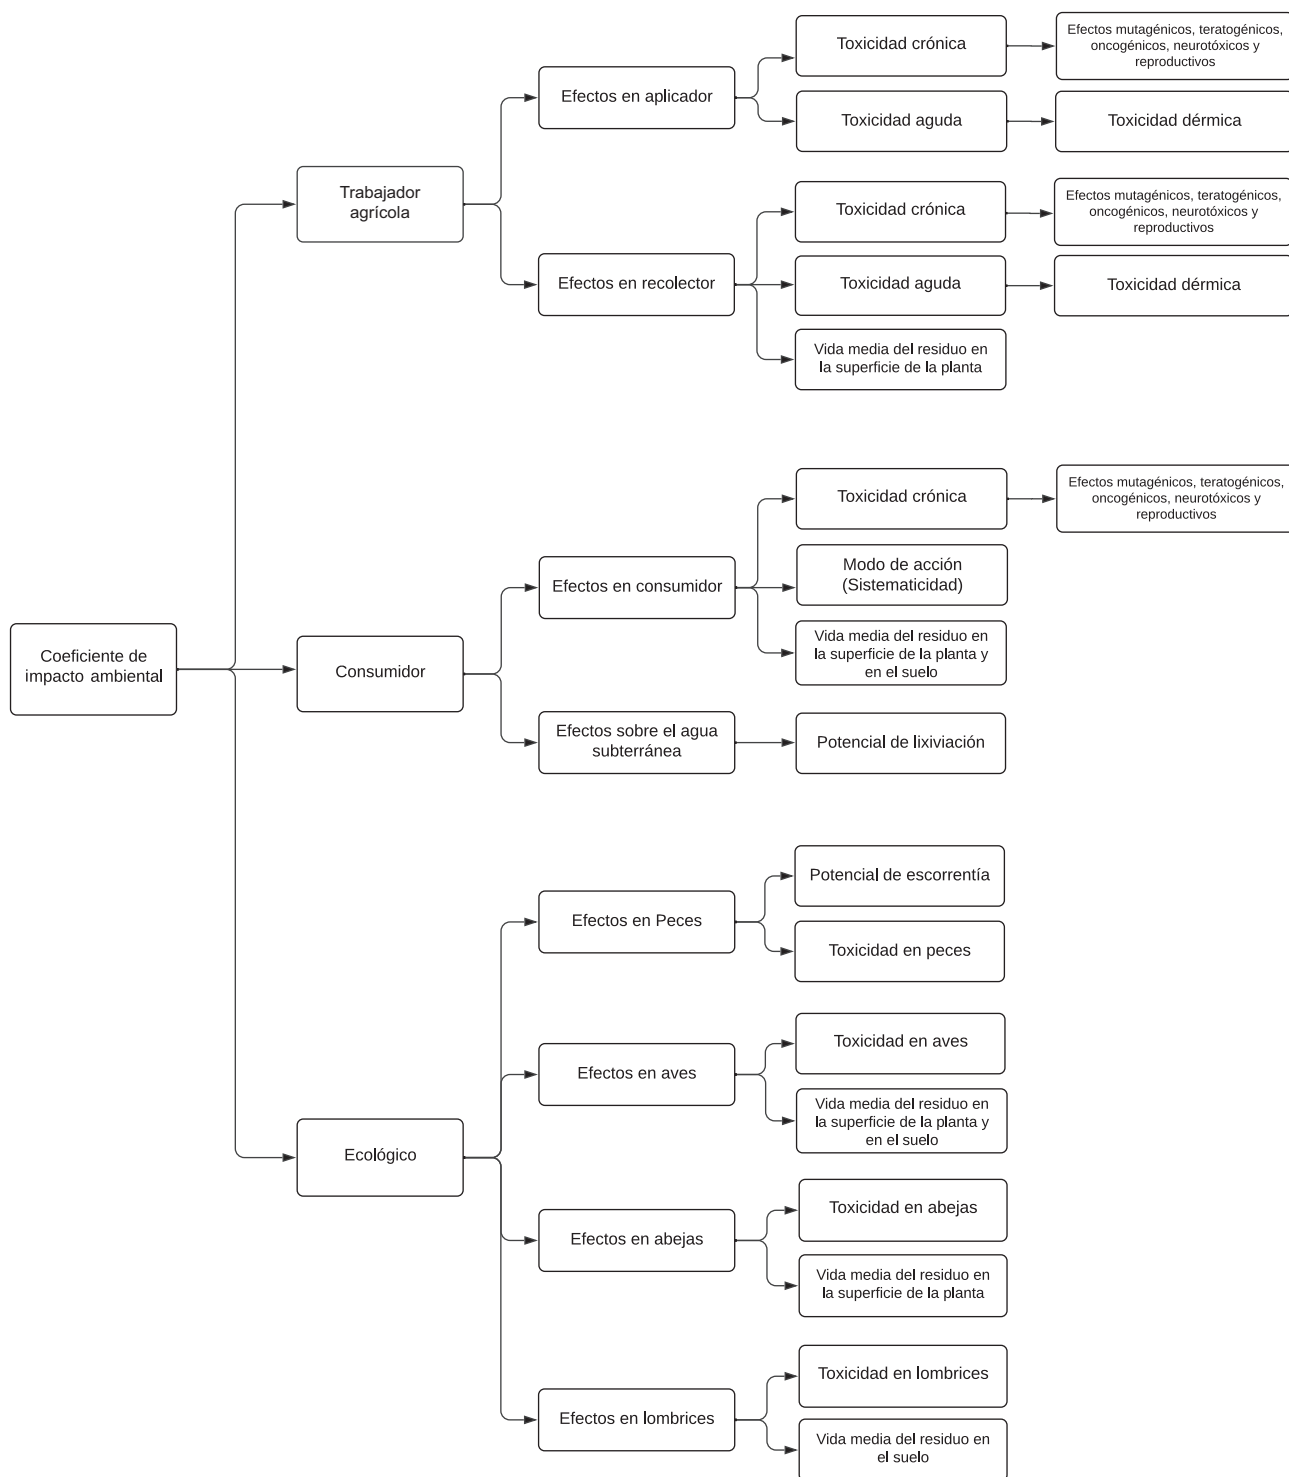 Coeficiente de
impacto ambiental
Trabajador
agrícola
Efectos en aplicador
Toxicidad crónica
Efectos mutagénicos, teratogénicos,
oncogénicos, neurotóxicos y
reproductivos
Toxicidad aguda
Toxicidad dérmica
Efectos en recolector
Toxicidad crónica
Efectos mutagénicos, teratogénicos,
oncogénicos, neurotóxicos y
reproductivos
Toxicidad aguda
Toxicidad dérmica
Vida media del residuo en
la superficie de la planta
Consumidor
Efectos en consumidor
Toxicidad crónica
Efectos mutagénicos, teratogénicos,
oncogénicos, neurotóxicos y
reproductivos
Modo de acción
(Sistematicidad)
Vida media del residuo en
la superficie de la planta y
en el suelo
Efectos sobre el agua
subterránea
Potencial de lixiviación
Ecológico
Efectos en Peces
Potencial de escorrentía
Toxicidad en peces
Efectos en aves
Toxicidad en aves
Vida media del residuo en
la superficie de la planta y
en el suelo
Efectos en abejas
Toxicidad en abejas
Vida media del residuo en
la superficie de la planta
Efectos en lombrices
Toxicidad en lombrices
Vida media del residuo en
el suelo